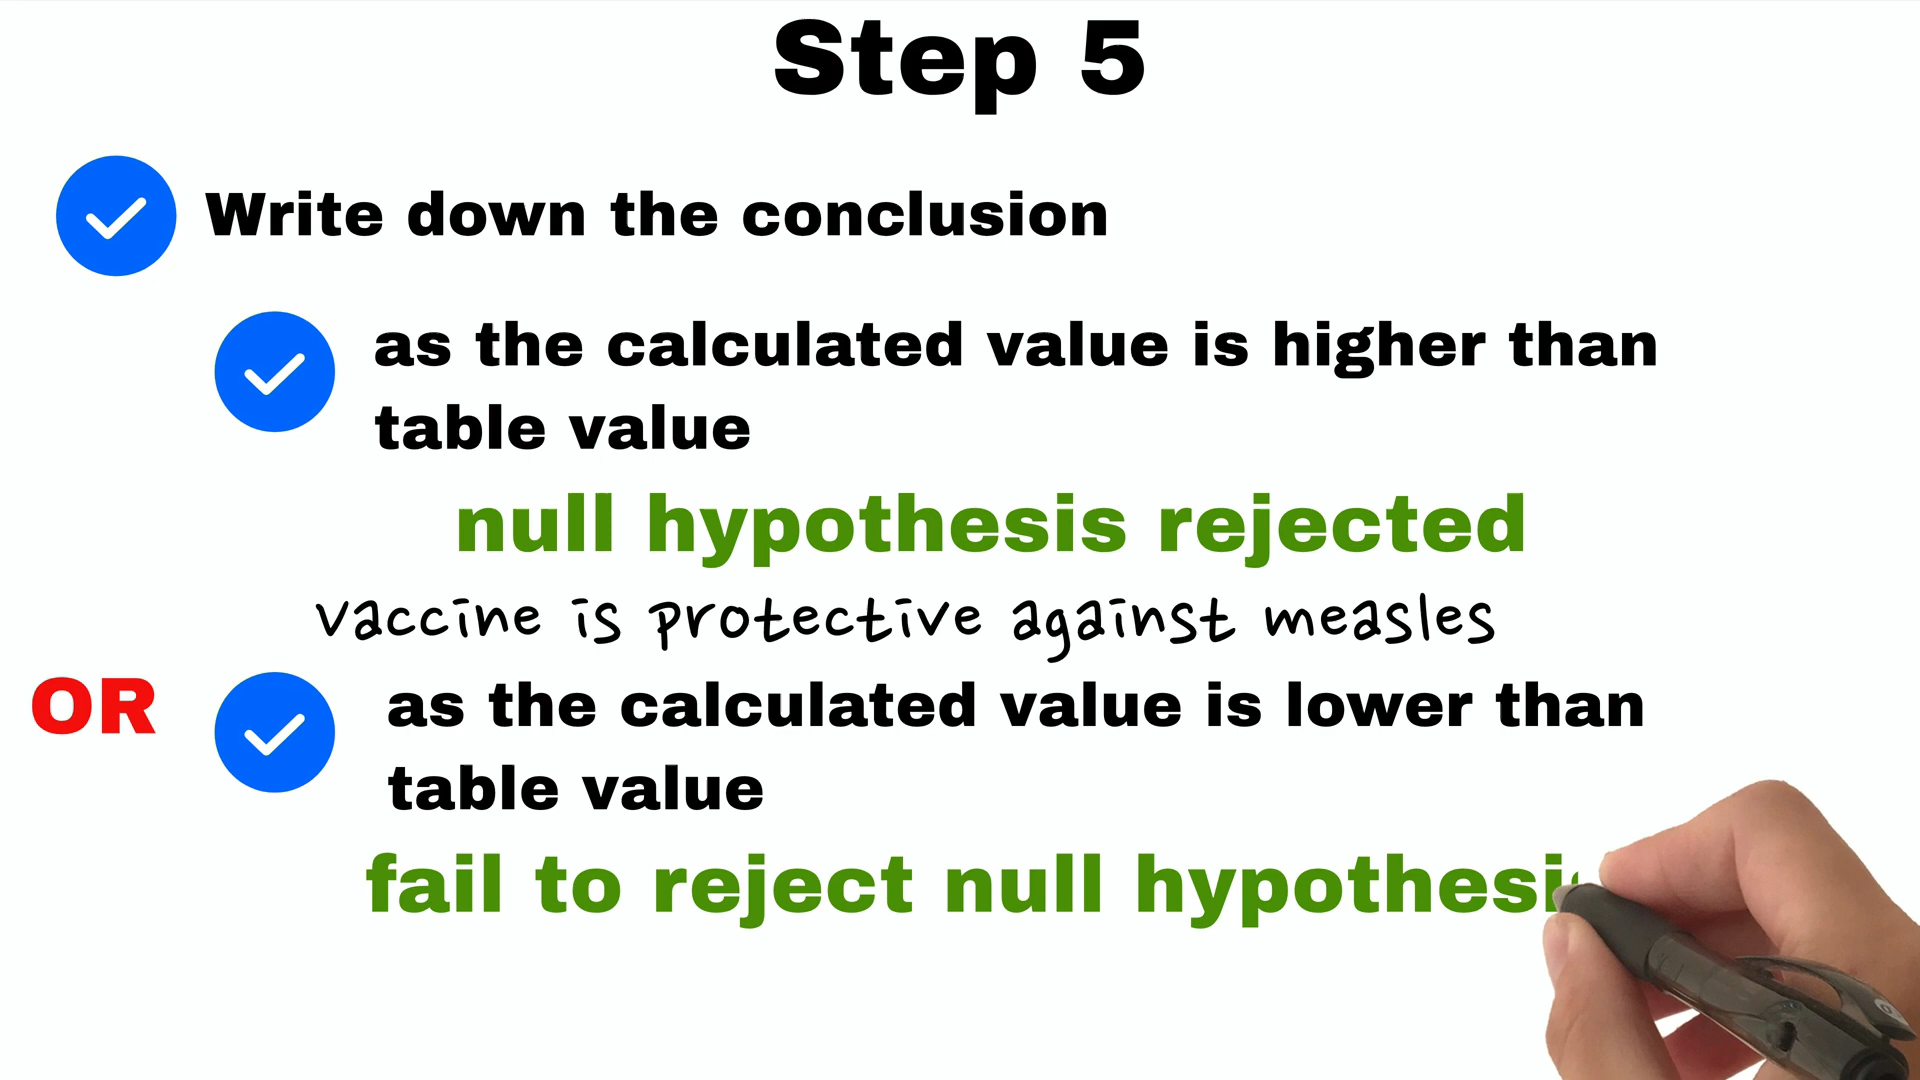 Step 5
Write down the conclusion
as the calculated value is higher than
table value
null hypothesis rejected
vaccine is protective against measles
OR
as the calculated value is lower than
table value
fail to reject null hypothesis